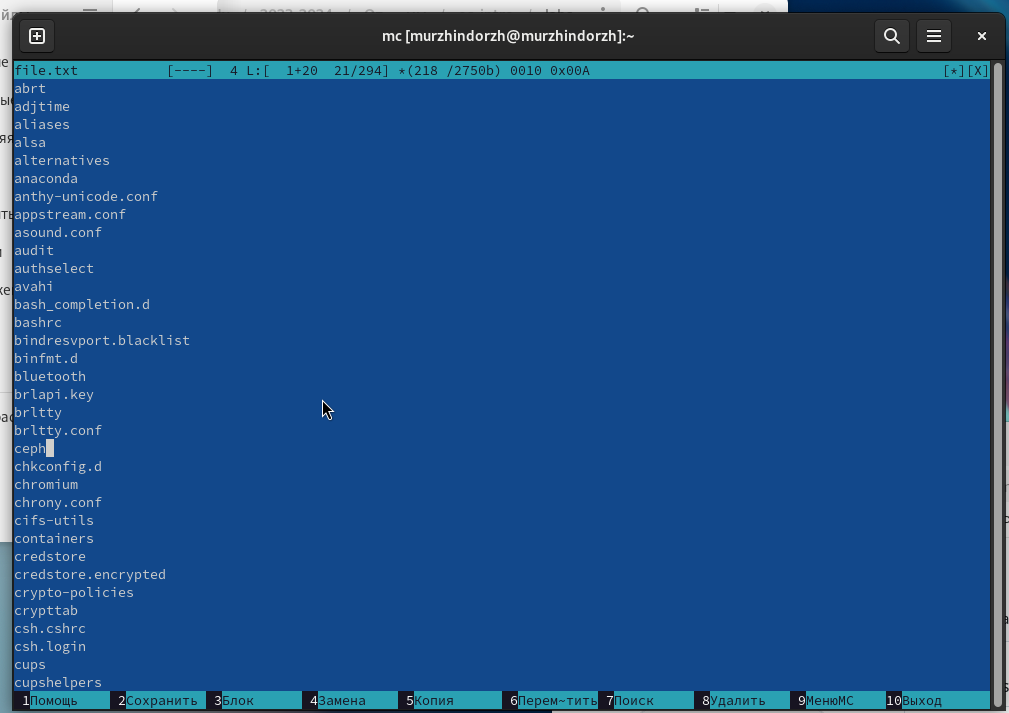 mc [murzhindorzh@murzhindorzh]:~
file.txt [----] 4 L:[ 1+20 21/294] *(218 /2750b) 0010 0x00A [*][X]
abrt
adjtime
aliases
alsa
alternatives
anaconda
anthy-unicode.conf
appstream.conf
asound.conf
audit
authselect
avahi
bash_completion.d
bashrc
bindresvport.blacklist
binfmt.d
bluetooth
brlapi.key
brltty
brltty.conf
ceph
chkconfig.d
chromium
chrony.conf
cifs-utils
containers
credstore
credstore.encrypted
crypto-policies
crypttab
csh.cshrc
csh.login
cups
cupshelpers
1Помощь 2Сохранить 3Блок 4Замена 5Копия 6Перем~тить 7Поиск 8Удалить 9МенюМС 10Выход